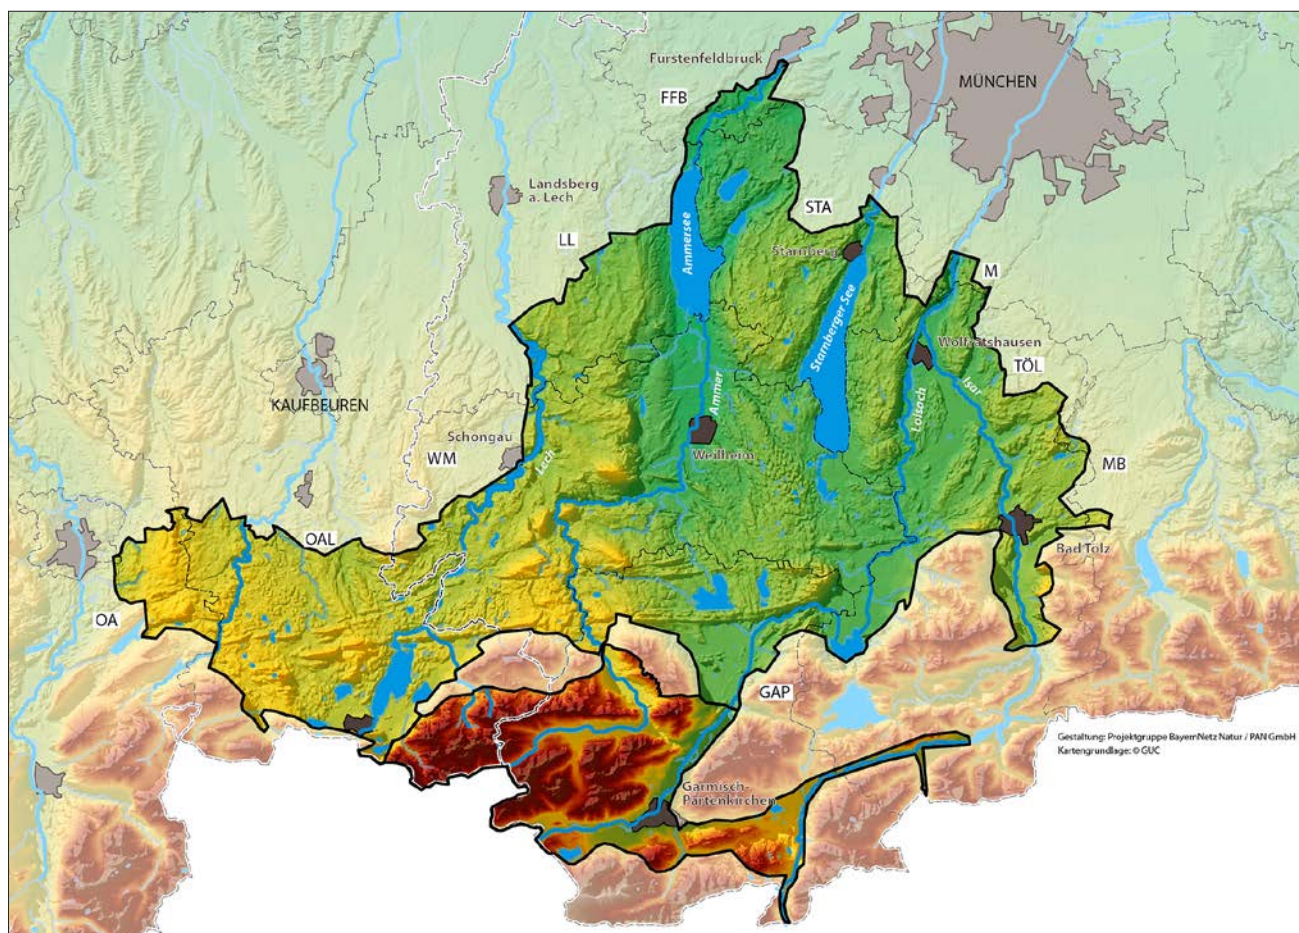 Fürstenfeldbruck
MÜNCHEN
FFB
Landsberg
a. Lech
STA
LL
Ammersee
Starnberg
M
Starnberger See
Wolfratshausen
TÖL
Isar
Loisach
Ammer
KAUFBEUREN
Schongau
WM
Lech
Weilheim
MB
OAL
Bad Tölz
OA
GAP
Gestaltung: Projektgruppe BayernNetz Natur / PAN GmbH
Kartengrundlage: © GUC
Garmisch-
Partenkirchen